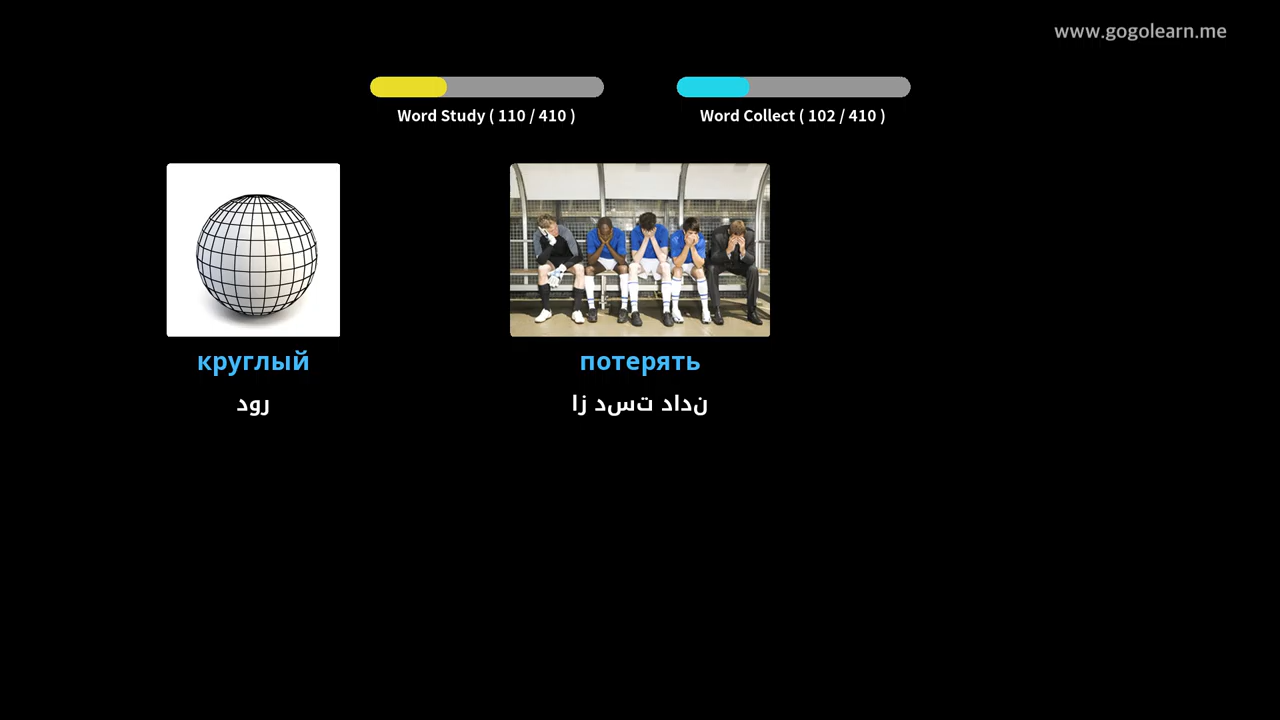 www.gogolearn.me
Word Study ( 110 / 410 )
Word Collect ( 102 / 410 )
круглый
رود
потерять
نداد تسد زا